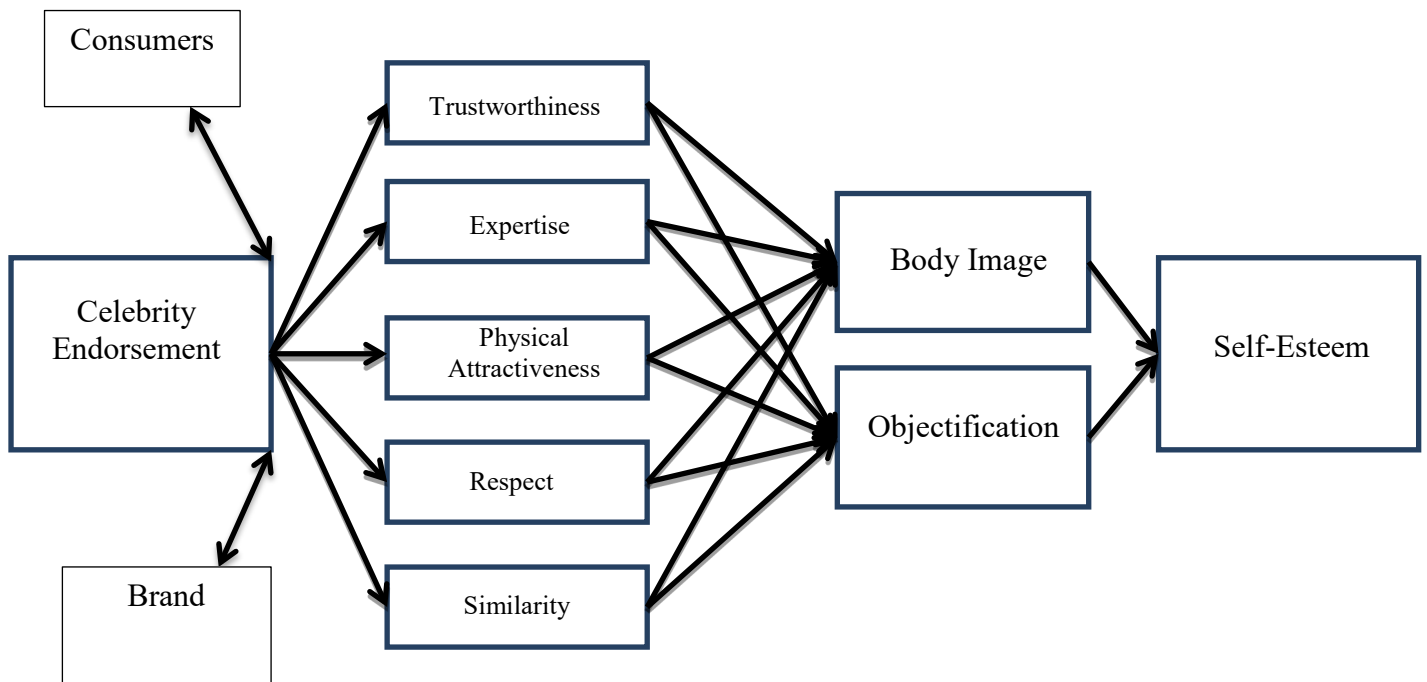 Consumers
Trustworthiness
Expertise
Body Image
Celebrity
Endorsement
Physical
Attractiveness
Self-Esteem
Objectification
Respect
Brand
Similarity